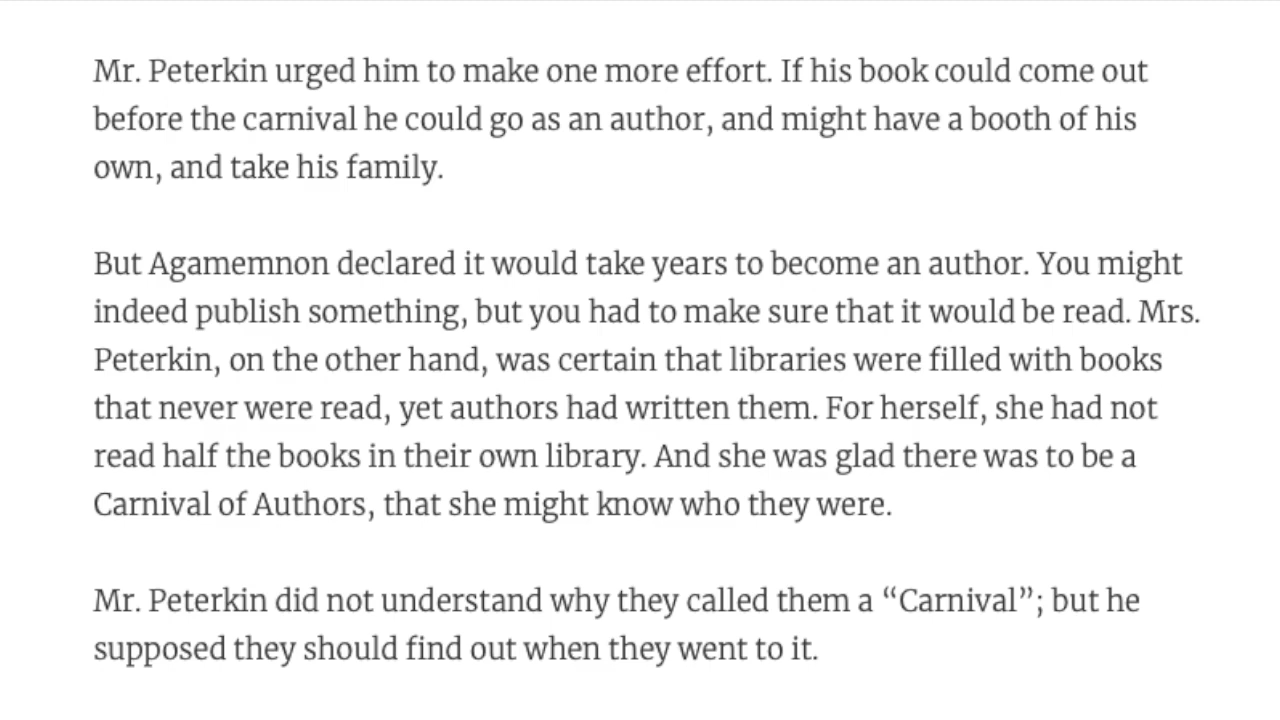 Mr. Peterkin urged him to make one more effort. If his book could come out
before the carnival he could go as an author, and might have a booth of his
own, and take his family.
But Agamemnon declared it would take years to become an author. You might
indeed publish something, but you had to make sure that it would be read. Mrs.
Peterkin, on the other hand, was certain that libraries were filled with books
that never were read, yet authors had written them. For herself, she had not
read half the books in their own library. And she was glad there was to be a
Carnival of Authors, that she might know who they were.
Mr. Peterkin did not understand why they called them a “Carnival”; but he
supposed they should find out when they went to it.